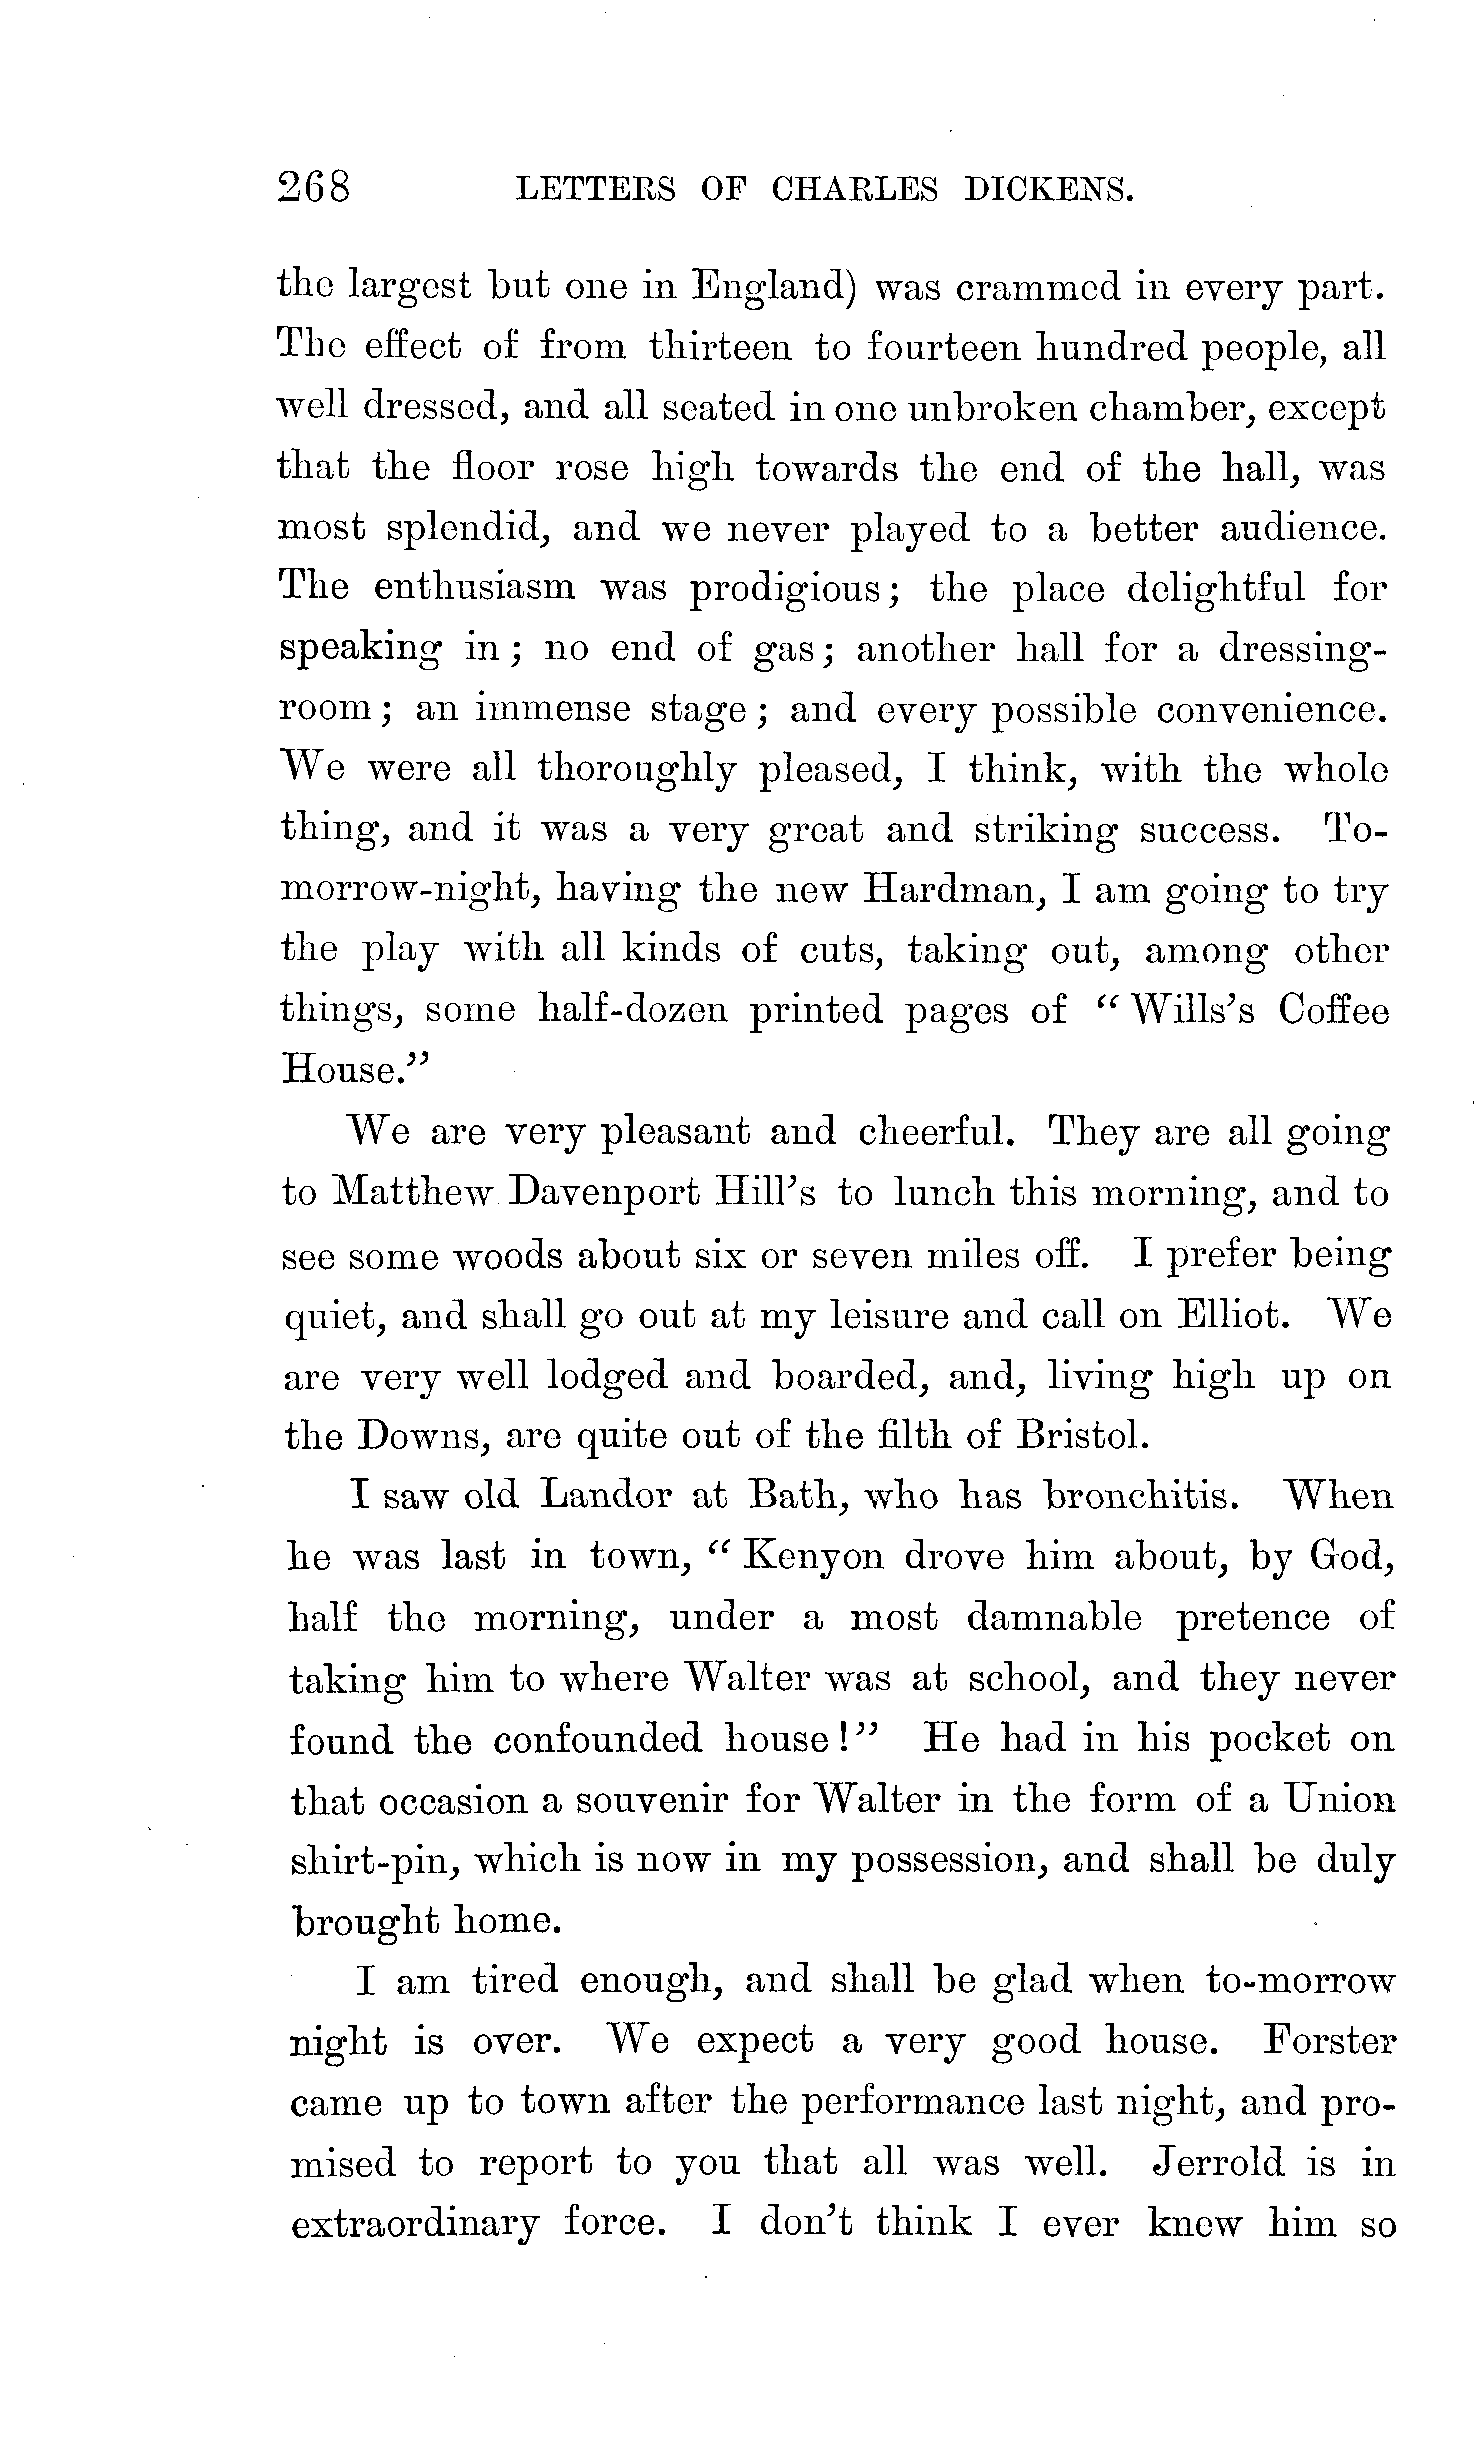 268 LETTERS OF CHARLES DICKENS.
the largest but one in England) was crammed in every part.
The effect of from thirteen to fourteen hundred people, all
well dressed, and all seated in one unbroken chamber, except
that the floor rose high towards the end of the hall, was
most splendid, and we never played to a better audience.
The enthusiasm was prodigious; the place delightful for
speaking in; no end of gas; another hall for a dressing-
room; an immense stage; and every possible convenience.
We were all thoroughly pleased, I think, with the whole
thing, and it was a very great and striking success. To-
morrow-night, having the new Hardman, I am going to try
the play with all kinds of cuts, taking out, among other
things, some half-dozen printed pages of "Wills's Coffee
House."
We are very pleasant and cheerful. They are all going
to Matthew Davenport Hill's to lunch this morning, and to
see some woods about six or seven miles off. I prefer being
quiet, and shall go out at my leisure and call on Elliot. We
are very well lodged and boarded, and, living high up on
the Downs, are quite out of the filth of Bristol.
I saw old Landor at Bath, who has bronchitis. When
he was last in town, "Kenyon drove him about, by God,
half the morning, under a most damnable pretence of
taking him to where Walter was at school, and they never
found the confounded house!" He had in his pocket on
that occasion a souvenir for Walter in the form of a Union
shirt-pin, which is now in my possession, and shall be duly
brought home.
I am tired enough, and shall be glad when to-morrow
night is over. We expect a very good house. Forster
came up to town after the performance last night, and pro-
mised to report to you that all was well. Jerrold is in
extraordinary force. I don't think I ever knew him so